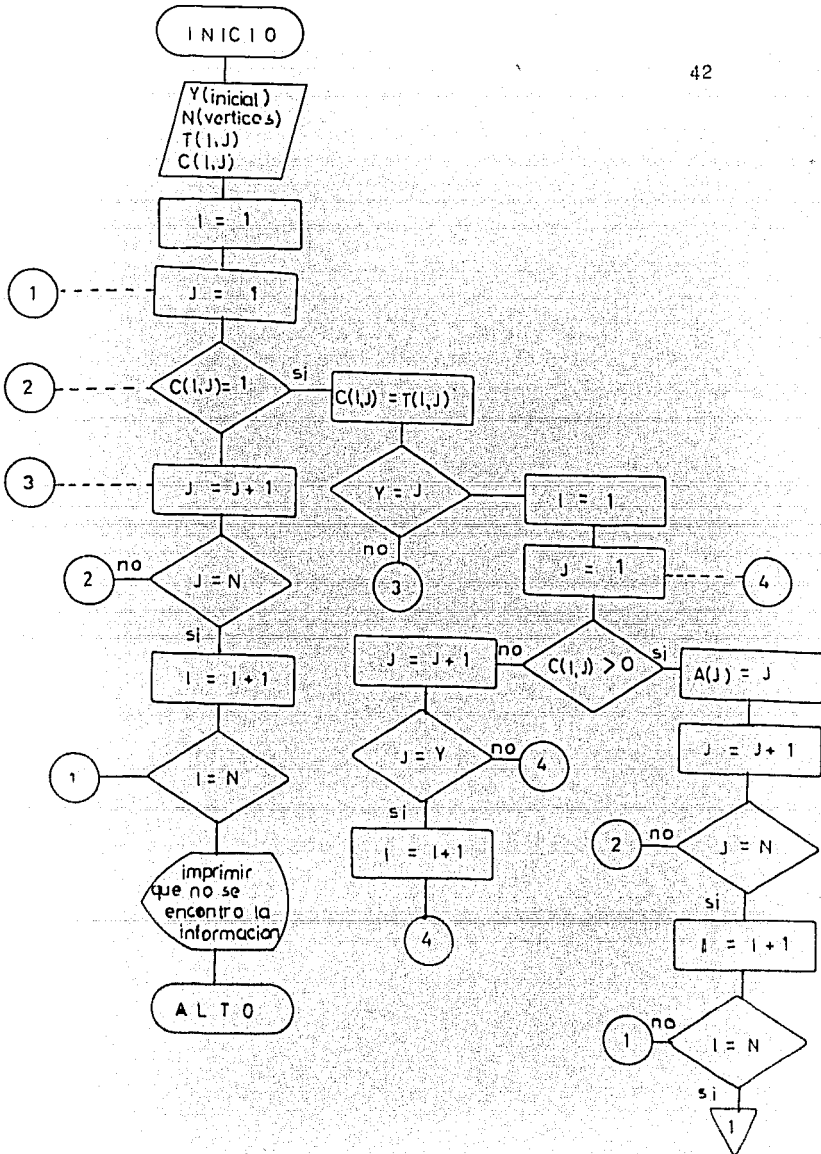 42
INICIO
Y(inicial)
N(vertices)
T(I,J)
C(I,J)
I = 1
1
J = 1
2
C(I,J)= 1
si
C(I,J) = T(I,J)
3
J = J+1
Y = J
no
3
I = 1
J = 1
4
no
2
J = N
si
I = I+1
J = J+1
no
C(I,J) > 0
si
A(J) = J
J = Y
no
4
si
I = I+1
4
J = J+1
2
no
J = N
si
I = I+1
1
no
I = N
si
1
1
I = N
imprimir
que no se
encontro la
informacion
ALTO